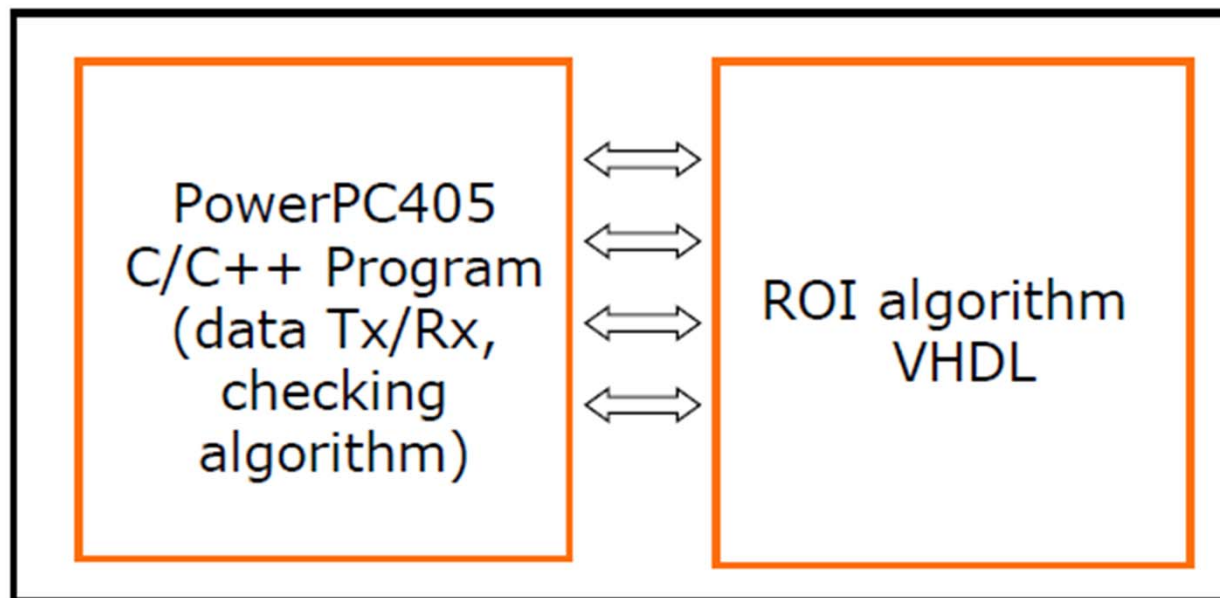 PowerPC405
C/C++ Program
(data Tx/Rx,
checking
algorithm)
ROI algorithm
VHDL